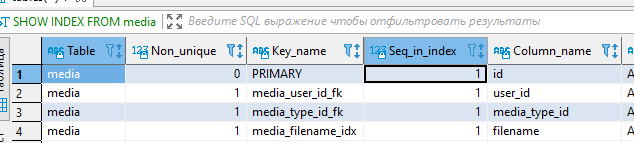 SHOW INDEX FROM media
Введите SQL выражение чтобы отфильтровать результаты
Table Non_unique Key_name Seq_in_index Column_name
1 media 0 PRIMARY 1 id
2 media 1 media_user_id_fk 1 user_id
3 media 1 media_type_id_fk 1 media_type_id
4 media 1 media_filename_idx 1 filename